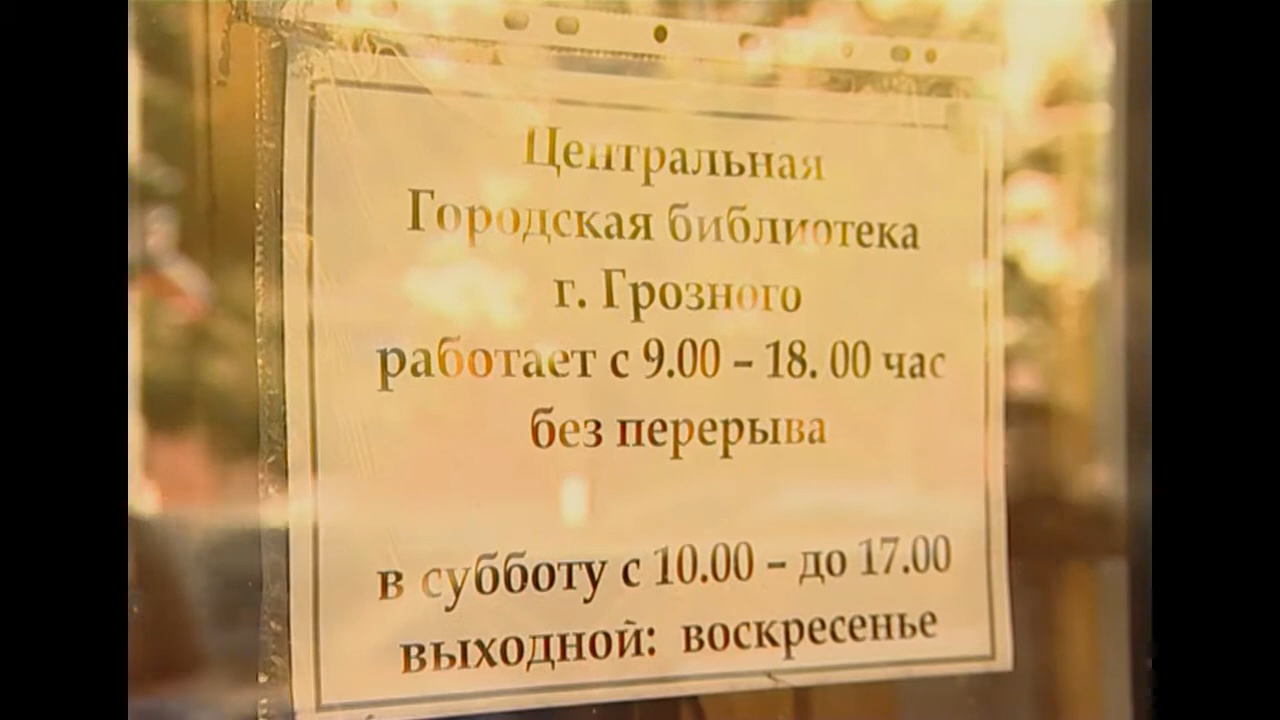 Центральная
Городская библиотека
г. Грозного
работает с 9.00 – 18. 00 час
без перерыва
в субботу с 10.00 – до 17.00
выходной: воскресенье